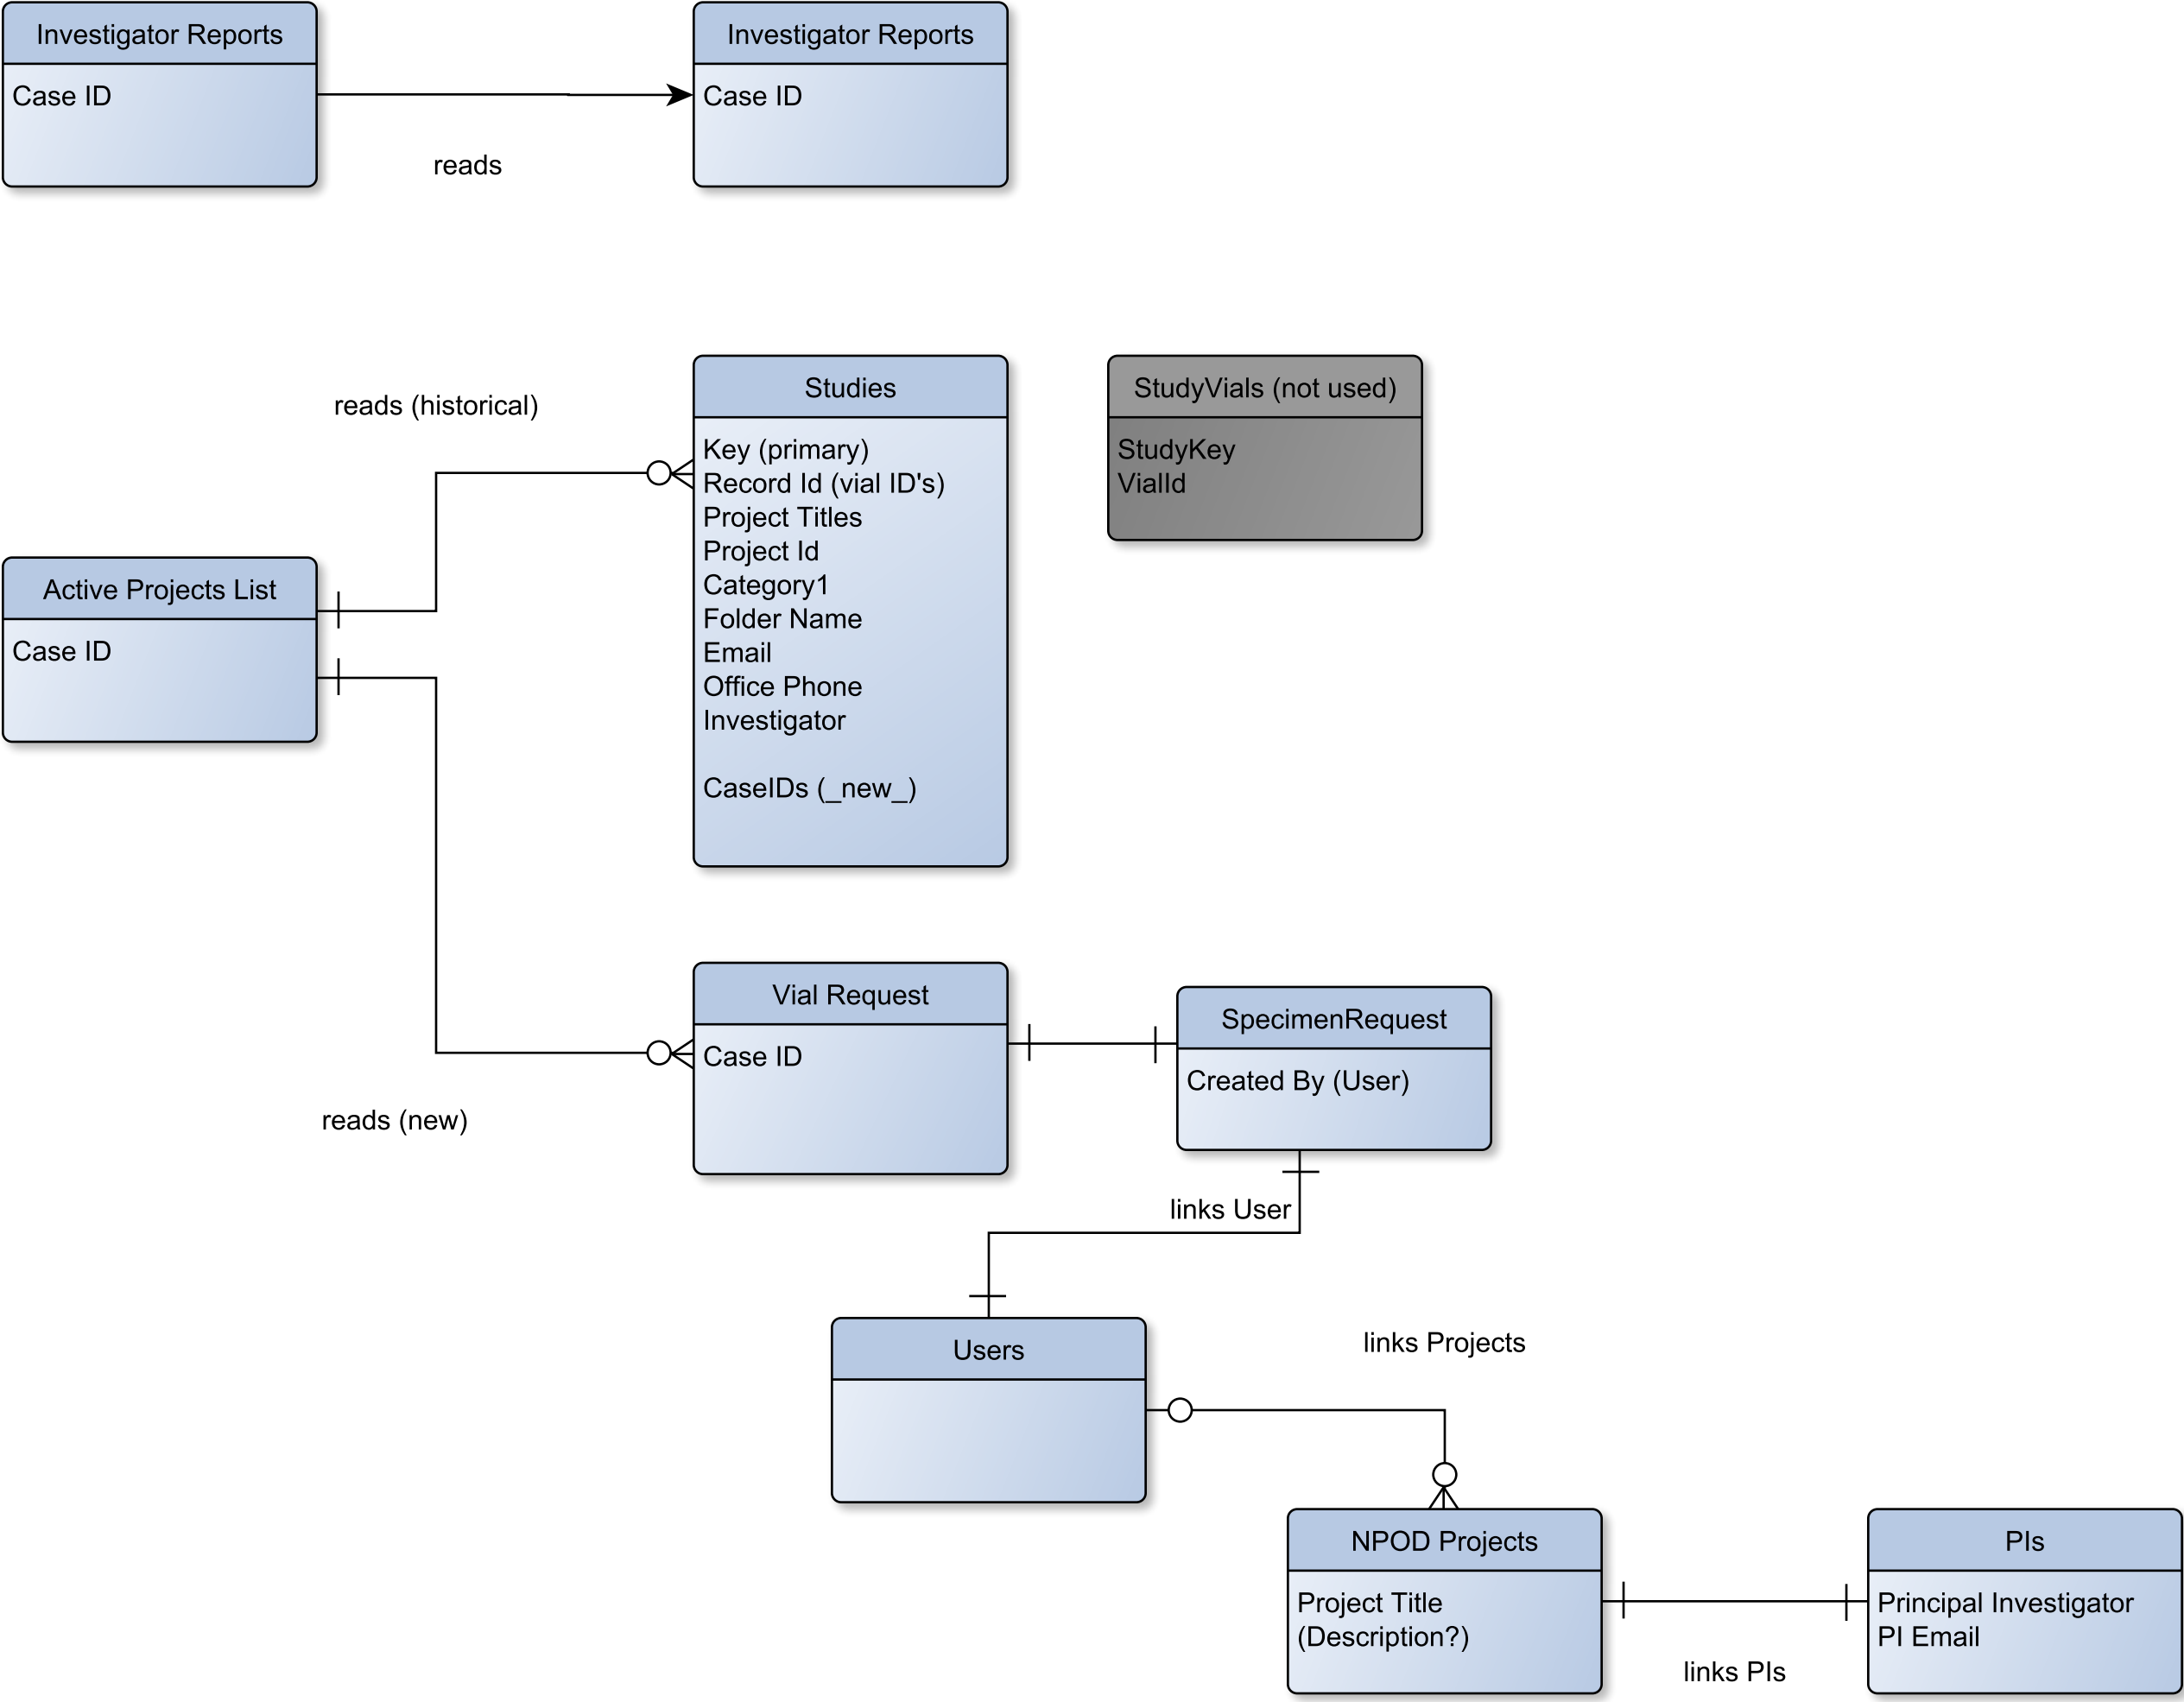 Investigator Reports
Case ID
reads
Investigator Reports
Case ID
reads (historical)
Studies
Key (primary)
Record Id (vial ID's)
Project Titles
Project Id
Category1
Folder Name
Email
Office Phone
Investigator
CaseIDs (_new_)
StudyVials (not used)
StudyKey
VialId
Active Projects List
Case ID
reads (new)
Vial Request
Case ID
SpecimenRequest
Created By (User)
links User
Users
links Projects
NPOD Projects
Project Title
(Description?)
links PIs
PIs
Principal Investigator
PI Email